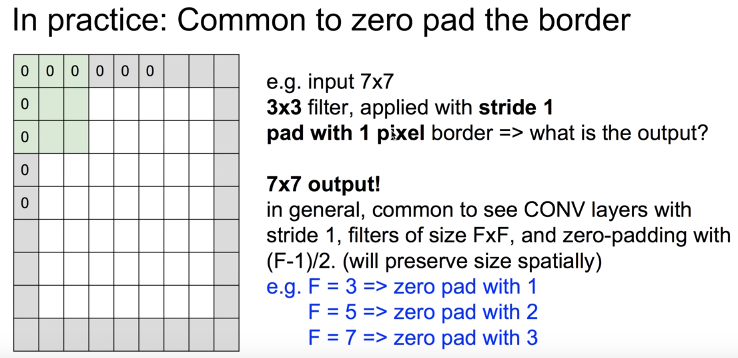 In practice: Common to zero pad the border
0 0 0 0 0 0
0
0
0
0
e.g. input 7x7
3x3 filter, applied with stride 1
pad with 1 pixel border => what is the output?
7x7 output!
in general, common to see CONV layers with
stride 1, filters of size FxF, and zero-padding with
(F-1)/2. (will preserve size spatially)
e.g. F = 3 => zero pad with 1
F = 5 => zero pad with 2
F = 7 => zero pad with 3